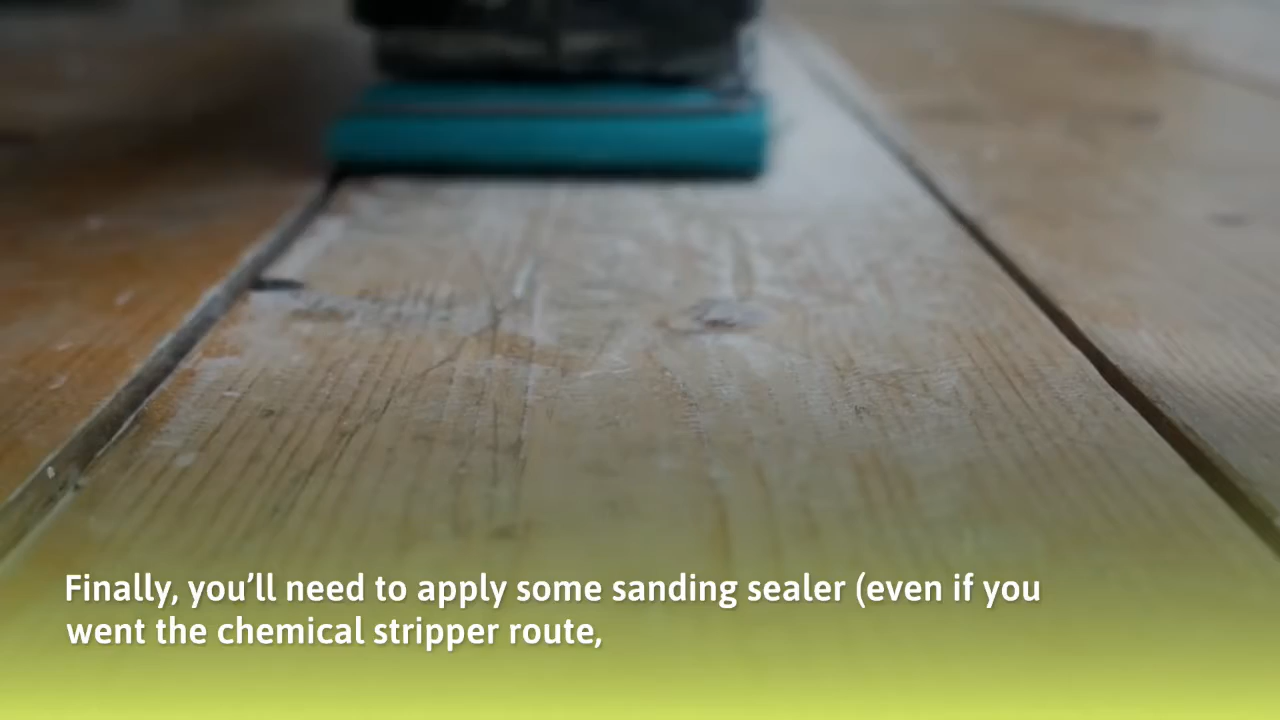 Finally, you’ll need to apply some sanding sealer (even if you
went the chemical stripper route,